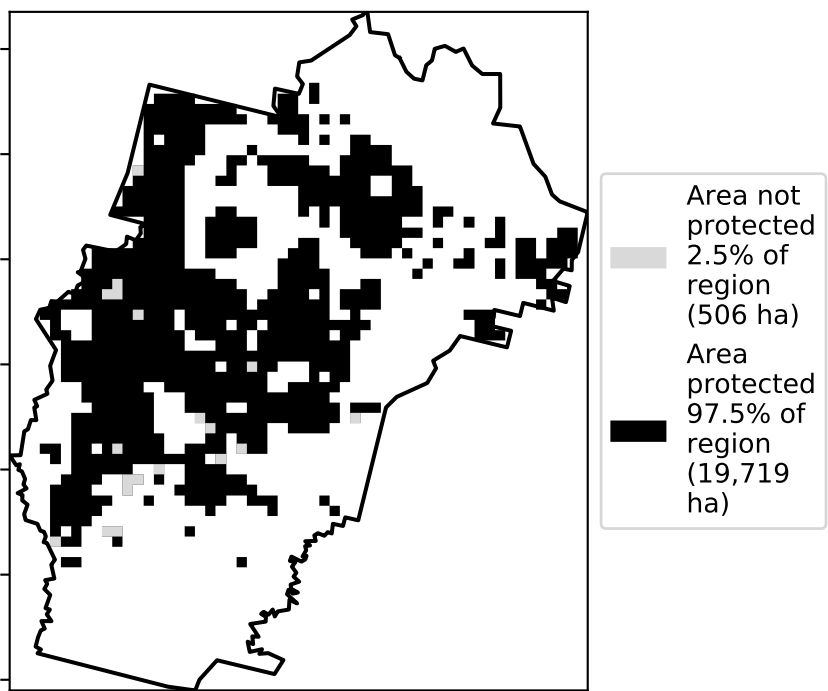 Area not
protected
2.5% of
region
(506 ha)
Area
protected
97.5% of
region
(19,719
ha)